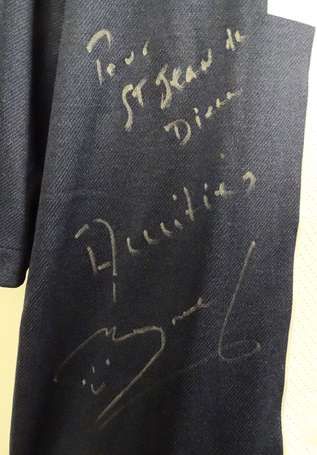 Pour
ST Jean de
Dieu
Amitiés